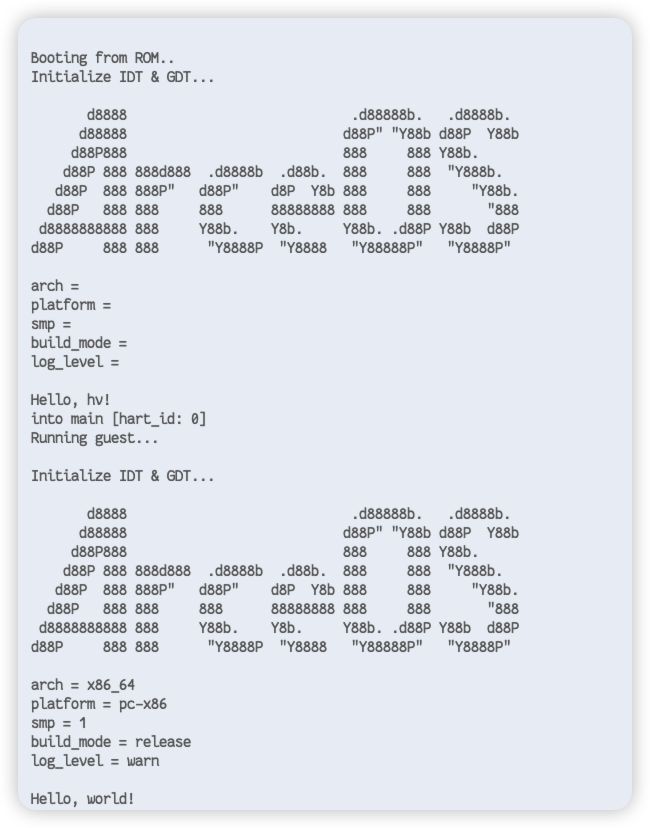 Booting from ROM..
Initialize IDT & GDT...

       d8888                            .d88888b.   .d8888b.
      d88888                           d88P" "Y88b d88P  Y88b
     d88P888                           888     888 Y88b.
    d88P 888 888d888  .d8888b  .d88b.  888     888  "Y888b.
   d88P  888 888P"   d88P"    d8P  Y8b 888     888     "Y88b.
  d88P   888 888     888      88888888 888     888       "888
 d8888888888 888     Y88b.    Y8b.     Y88b. .d88P Y88b  d88P
d88P     888 888      "Y8888P  "Y8888   "Y88888P"   "Y8888P"

arch =
platform =
smp =
build_mode =
log_level =

Hello, hv!
into main [hart_id: 0]
Running guest...

Initialize IDT & GDT...

       d8888                            .d88888b.   .d8888b.
      d88888                           d88P" "Y88b d88P  Y88b
     d88P888                           888     888 Y88b.
    d88P 888 888d888  .d8888b  .d88b.  888     888  "Y888b.
   d88P  888 888P"   d88P"    d8P  Y8b 888     888     "Y88b.
  d88P   888 888     888      88888888 888     888       "888
 d8888888888 888     Y88b.    Y8b.     Y88b. .d88P Y88b  d88P
d88P     888 888      "Y8888P  "Y8888   "Y88888P"   "Y8888P"

arch = x86_64
platform = pc-x86
smp = 1
build_mode = release
log_level = warn

Hello, world!